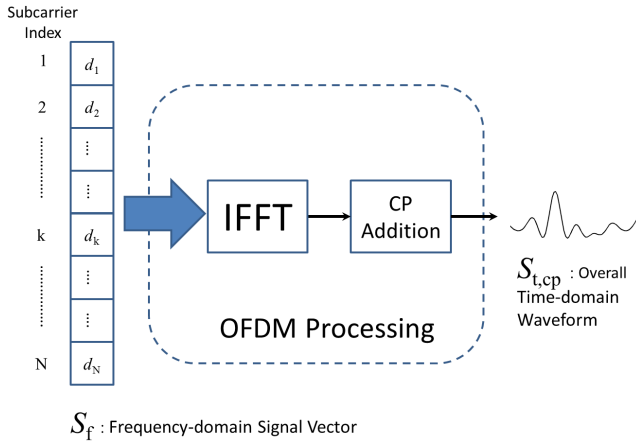 Subcarrier
Index
1
d1
2
d2
⋮
⋮
k
dk
⋮
⋮
N
dN
IFFT
CP
Addition
OFDM Processing
St,cp : Overall
Time-domain
Waveform
Sf : Frequency-domain Signal Vector